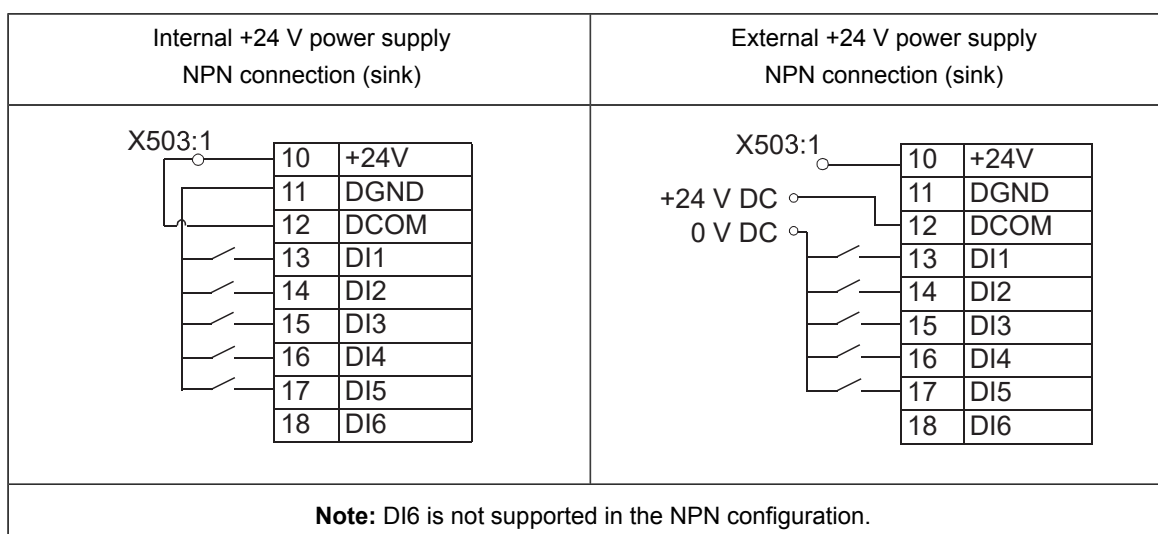 Internal +24 V power supply
NPN connection (sink)
External +24 V power supply
NPN connection (sink)
X503:1
10 +24V
11 DGND
12 DCOM
13 DI1
14 DI2
15 DI3
16 DI4
17 DI5
18 DI6
X503:1
+24 V DC
0 V DC
10 +24V
11 DGND
12 DCOM
13 DI1
14 DI2
15 DI3
16 DI4
17 DI5
18 DI6
Note: DI6 is not supported in the NPN configuration.